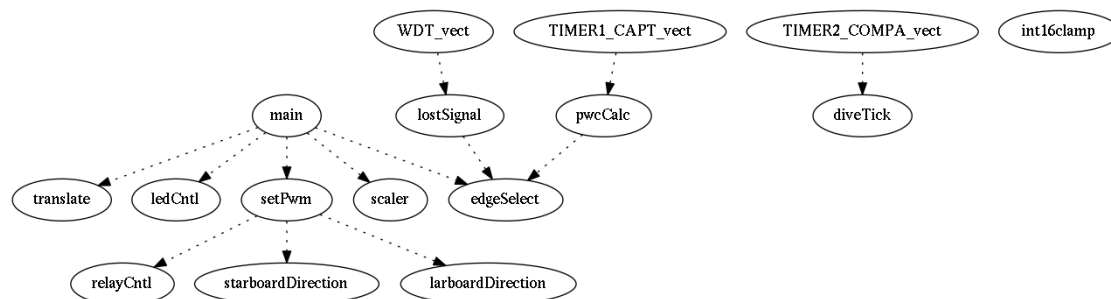 WDT_vect
TIMER1_CAPT_vect
TIMER2_COMPA_vect
int16clamp
main
lostSignal
pwcCalc
diveTick
translate
ledCntl
setPwm
scaler
edgeSelect
relayCntl
starboardDirection
larboardDirection